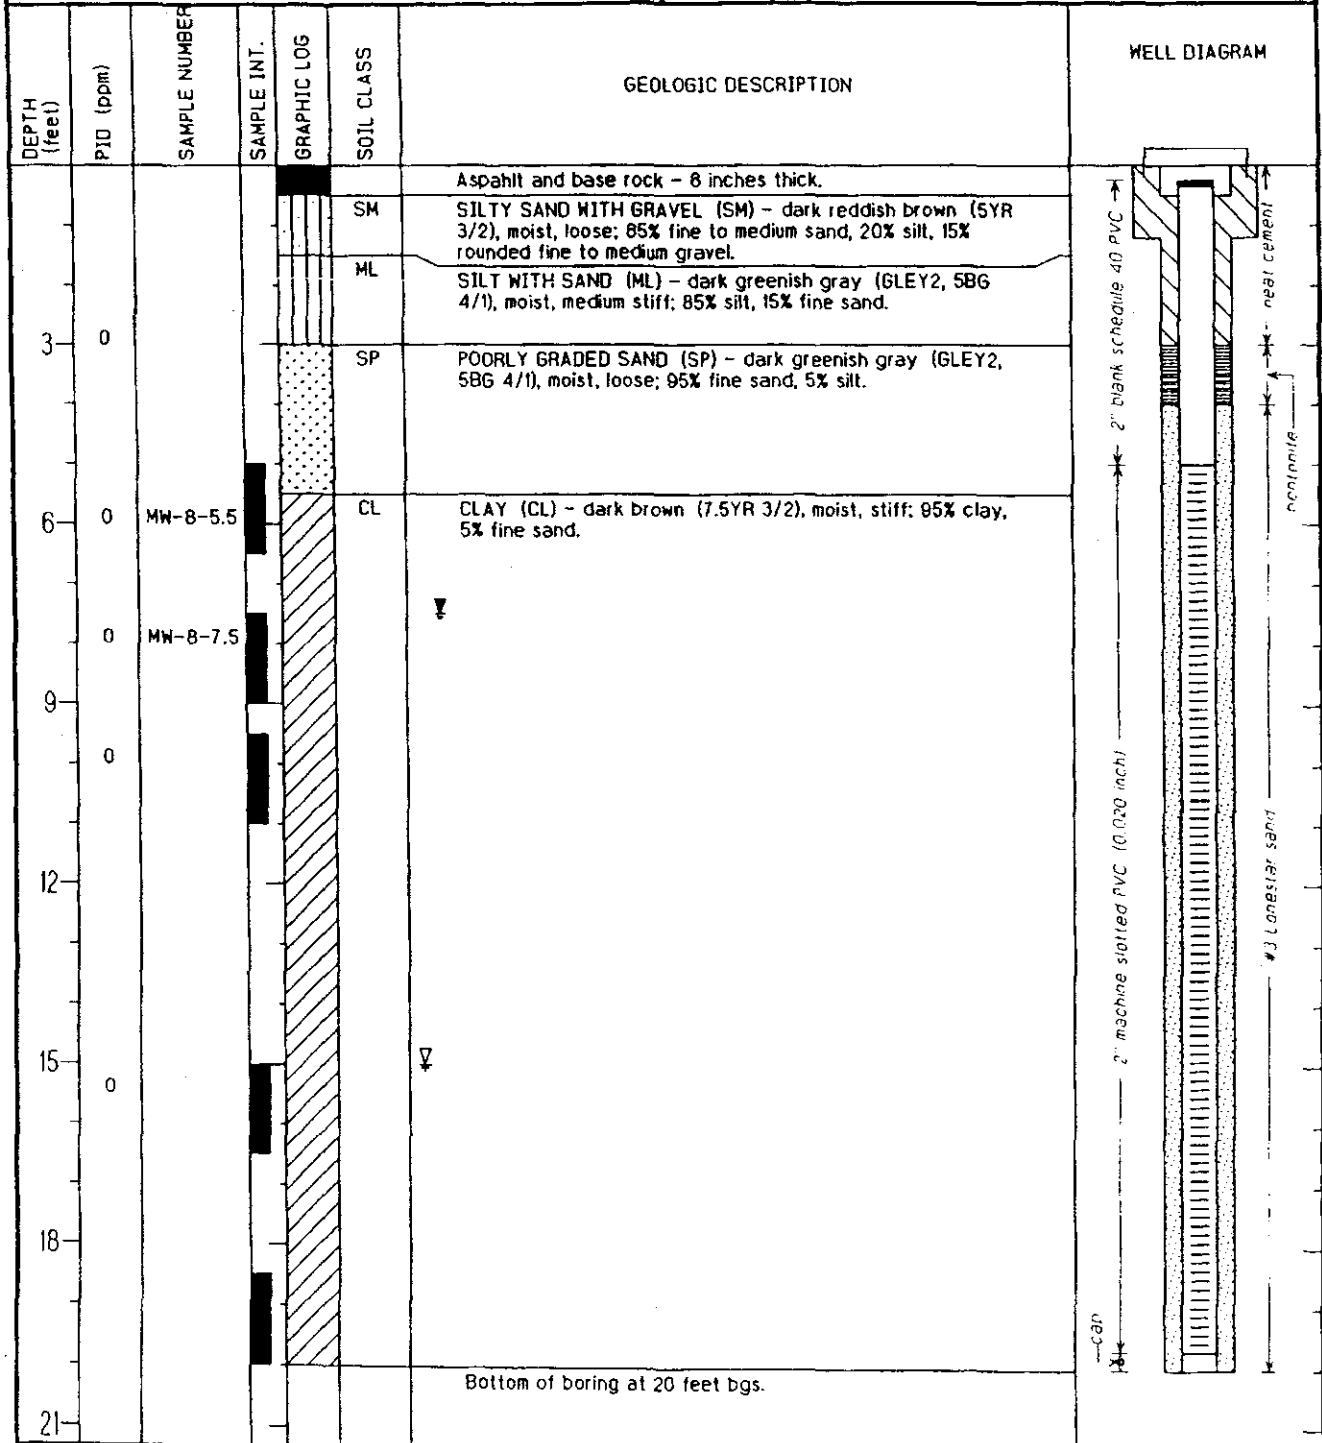 DEPTH (feet)
PID (ppm)
SAMPLE NUMBER
SAMPLE INT.
GRAPHIC LOG
SOIL CLASS
GEOLOGIC DESCRIPTION
WELL DIAGRAM
Aspahlt and base rock - 8 inches thick.
SM
SILTY SAND WITH GRAVEL (SM) - dark reddish brown (5YR
3/2), moist, loose; 85% fine to medium sand, 20% silt, 15%
rounded fine to medium gravel.
ML
SILT WITH SAND (ML) - dark greenish gray (GLEY2, 5BG
4/1), moist, medium stiff; 85% silt, 15% fine sand.
3
0
SP
POORLY GRADED SAND (SP) - dark greenish gray (GLEY2,
5BG 4/1), moist, loose; 95% fine sand, 5% silt.
CL
CLAY (CL) - dark brown (7.5YR 3/2), moist, stiff; 95% clay,
5% fine sand.
6
0
MW-8-5.5
0
MW-8-7.5
9
0
12
15
0
18
Bottom of boring at 20 feet bgs.
21
2" blank schedule 40 PVC
2" machine slotted PVC (0.020 inch)
cap
neat cement
bentonite
#3 Lonestar sand